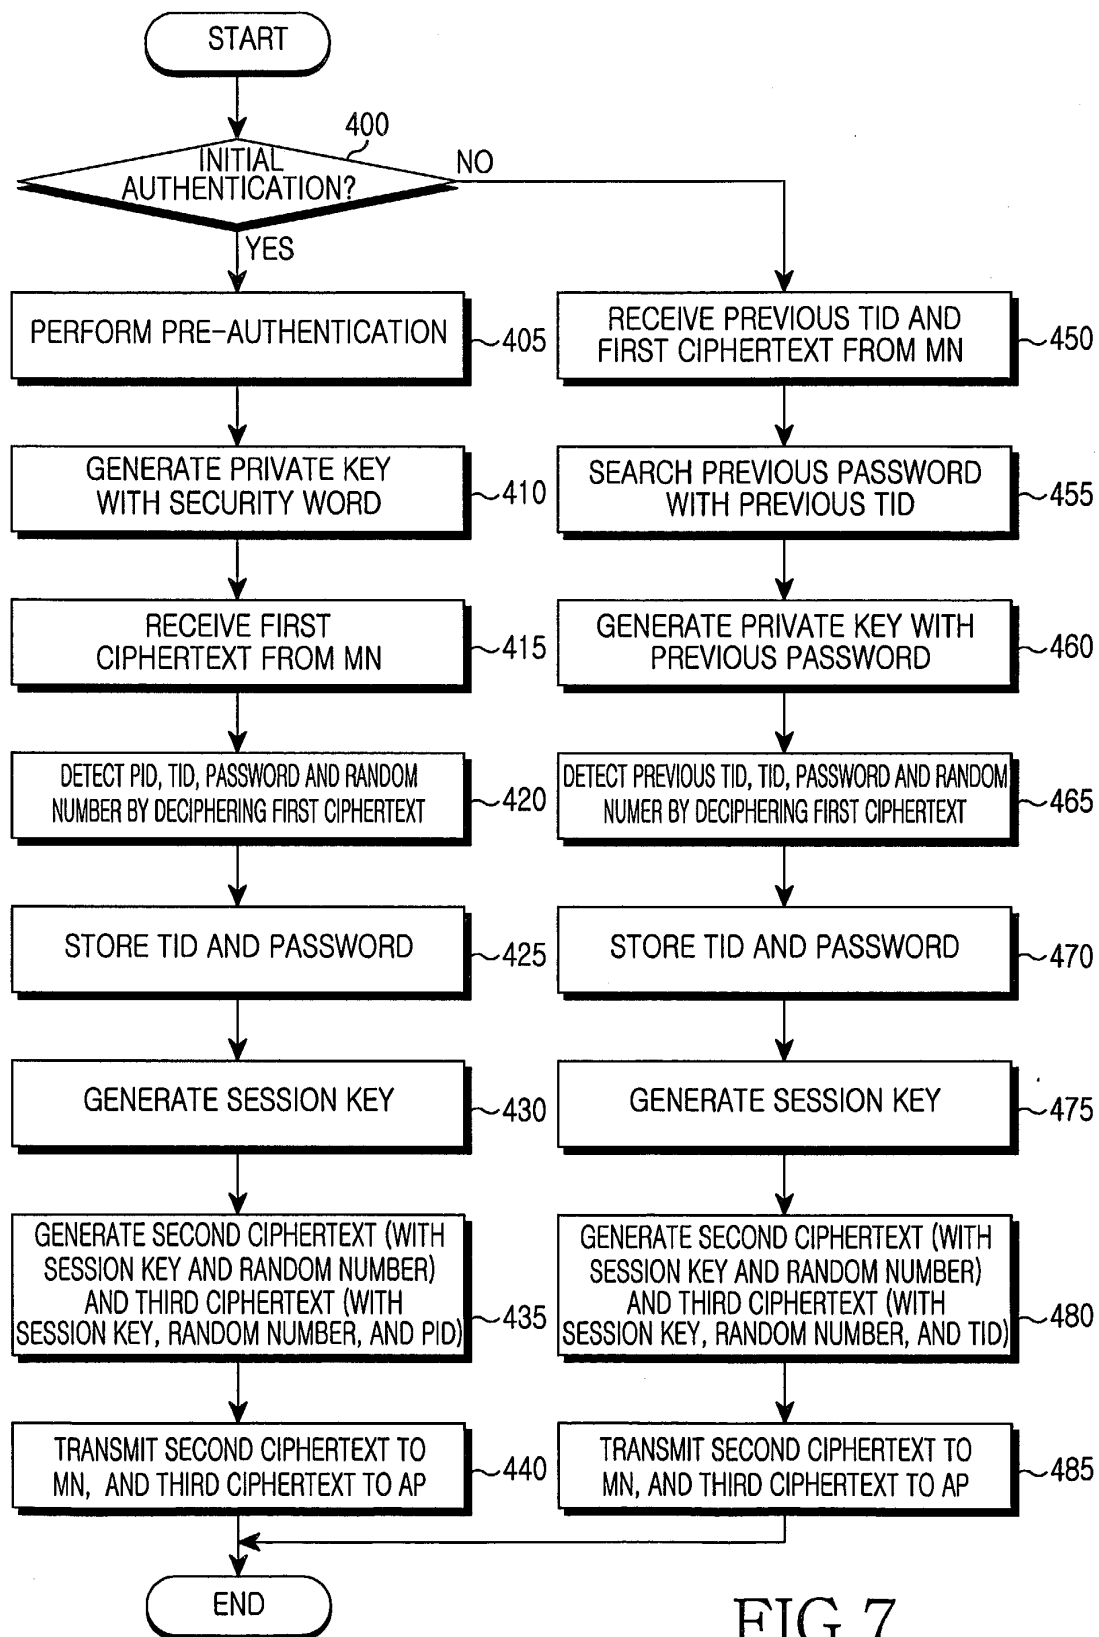 START
400
INITIAL
AUTHENTICATION?
NO
YES
PERFORM PRE-AUTHENTICATION
405
GENERATE PRIVATE KEY
WITH SECURITY WORD
410
RECEIVE FIRST
CIPHERTEXT FROM MN
415
DETECT PID, TID, PASSWORD AND RANDOM
NUMBER BY DECIPHERING FIRST CIPHERTEXT
420
STORE TID AND PASSWORD
425
GENERATE SESSION KEY
430
GENERATE SECOND CIPHERTEXT (WITH
SESSION KEY AND RANDOM NUMBER)
AND THIRD CIPHERTEXT (WITH
SESSION KEY, RANDOM NUMBER, AND PID)
435
TRANSMIT SECOND CIPHERTEXT TO
MN, AND THIRD CIPHERTEXT TO AP
440
RECEIVE PREVIOUS TID AND
FIRST CIPHERTEXT FROM MN
450
SEARCH PREVIOUS PASSWORD
WITH PREVIOUS TID
455
GENERATE PRIVATE KEY WITH
PREVIOUS PASSWORD
460
DETECT PREVIOUS TID, TID, PASSWORD AND RANDOM
NUMER BY DECIPHERING FIRST CIPHERTEXT
465
STORE TID AND PASSWORD
470
GENERATE SESSION KEY
475
GENERATE SECOND CIPHERTEXT (WITH
SESSION KEY AND RANDOM NUMBER)
AND THIRD CIPHERTEXT (WITH
SESSION KEY, RANDOM NUMBER, AND TID)
480
TRANSMIT SECOND CIPHERTEXT TO
MN, AND THIRD CIPHERTEXT TO AP
485
END
FIG.7